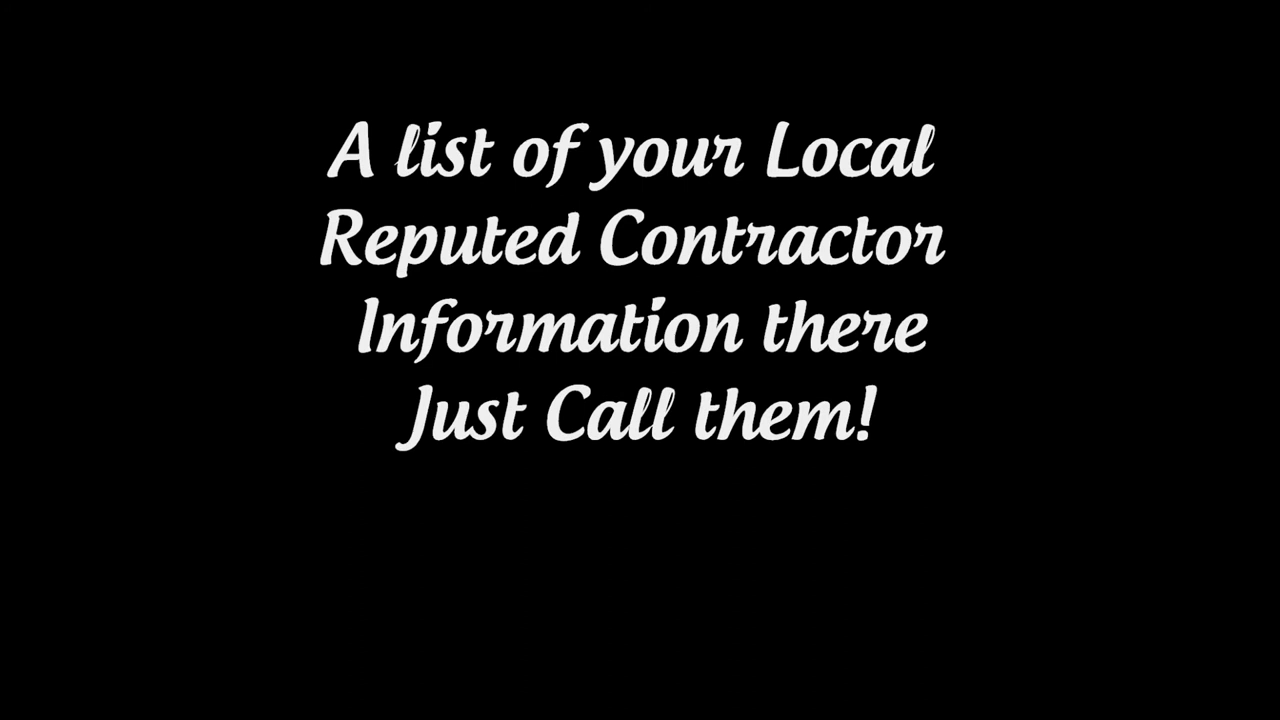 A list of your Local
Reputed Contractor
Information there
Just Call them!